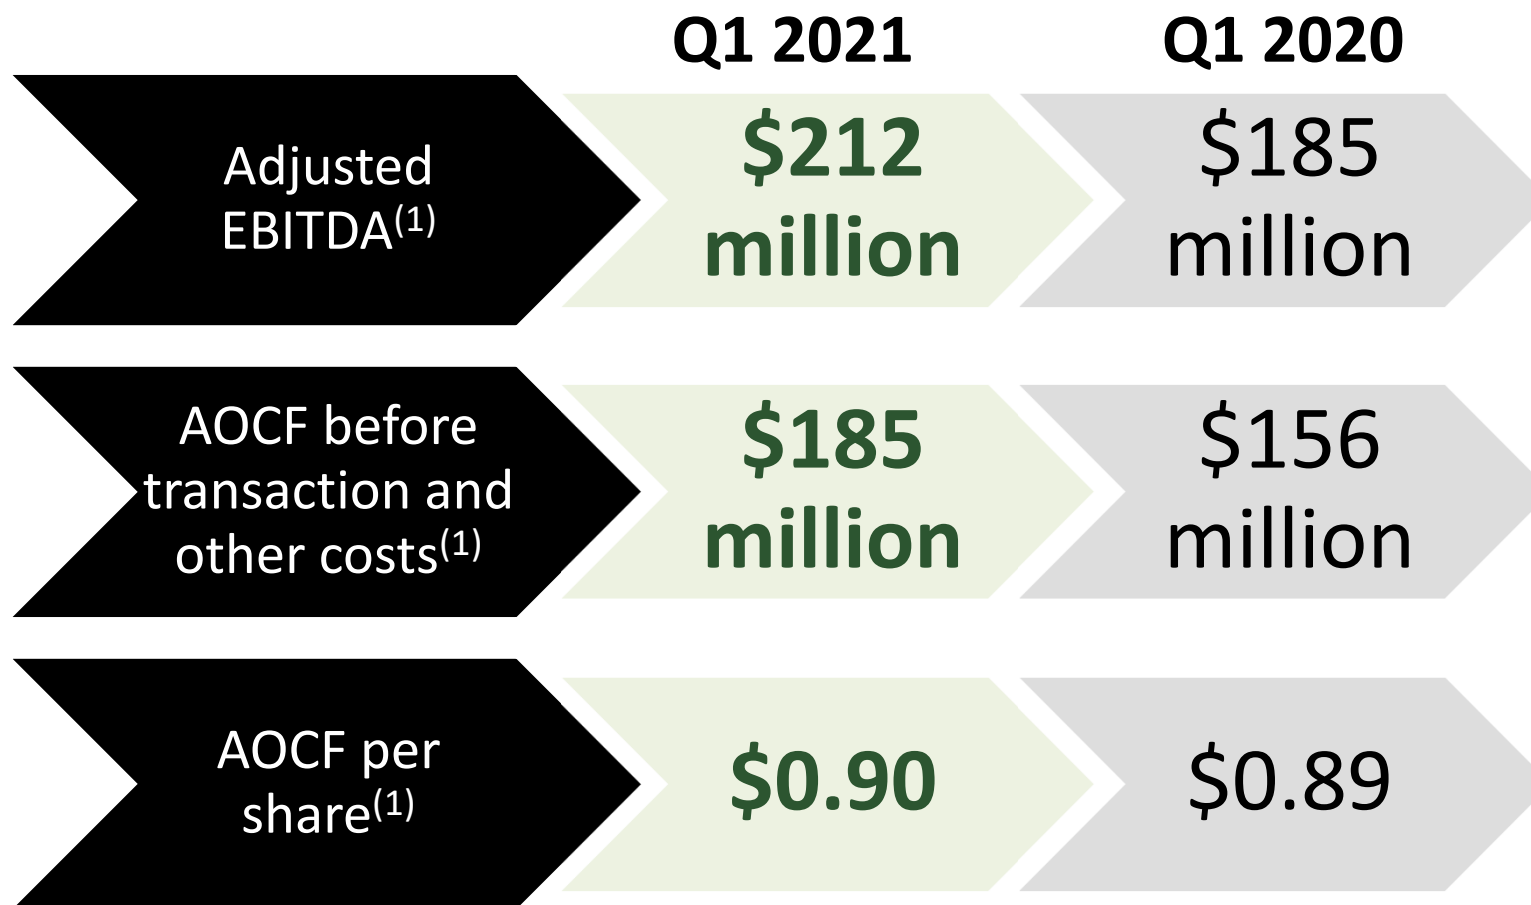 Q1 2021 Q1 2020
Adjusted
EBITDA(1)
$212
million
$185
million
AOCF before
transaction and
other costs(1)
$185
million
$156
million
AOCF per
share(1)
$0.90
$0.89